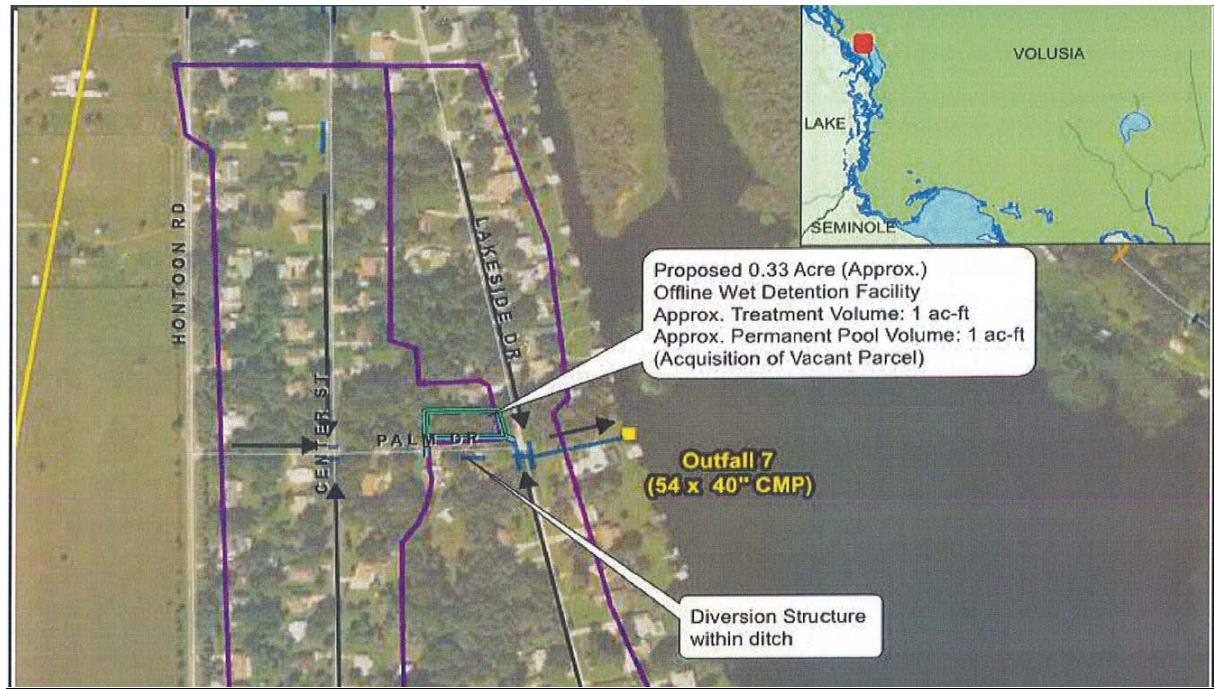 VOLUSIA
LAKE
SEMINOLE
HONTOON RD
LAKESIDE DR
CENTER ST
PALM DR
Proposed 0.33 Acre (Approx.)
Offline Wet Detention Facility
Approx. Treatment Volume: 1 ac-ft
Approx. Permanent Pool Volume: 1 ac-ft
(Acquisition of Vacant Parcel)
Outfall 7
(54 x 40" CMP)
Diversion Structure
within ditch